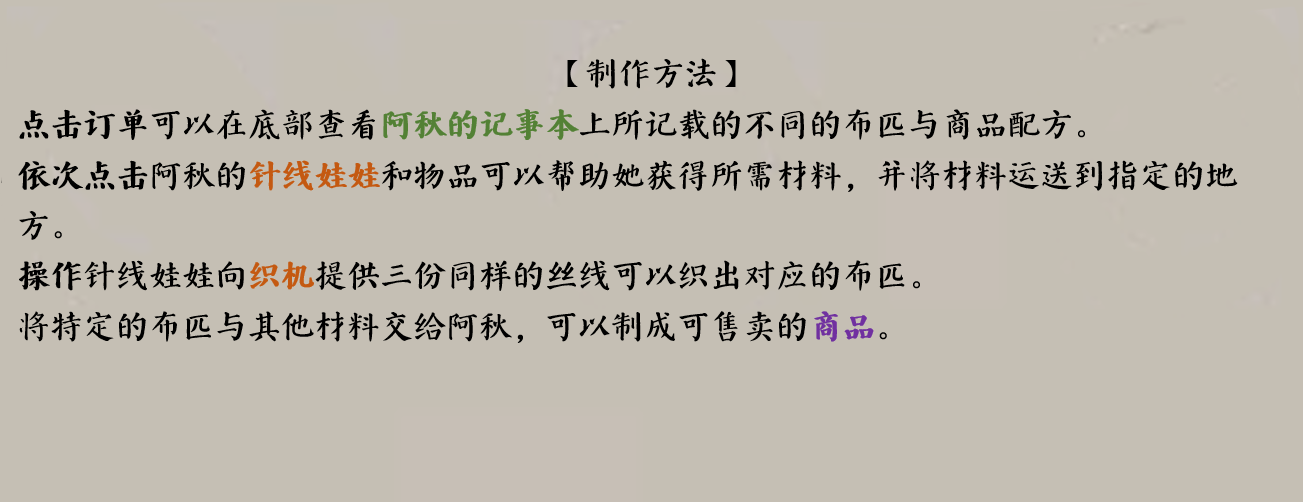 【制作方法】
点击订单可以在底部查看阿秋的记事本上所记载的不同的布匹与商品配方。
依次点击阿秋的针线娃娃和物品可以帮助她获得所需材料，并将材料运送到指定的地
方。
操作针线娃娃向织机提供三份同样的丝线可以织出对应的布匹。
将特定的布匹与其他材料交给阿秋，可以制成可售卖的商品。